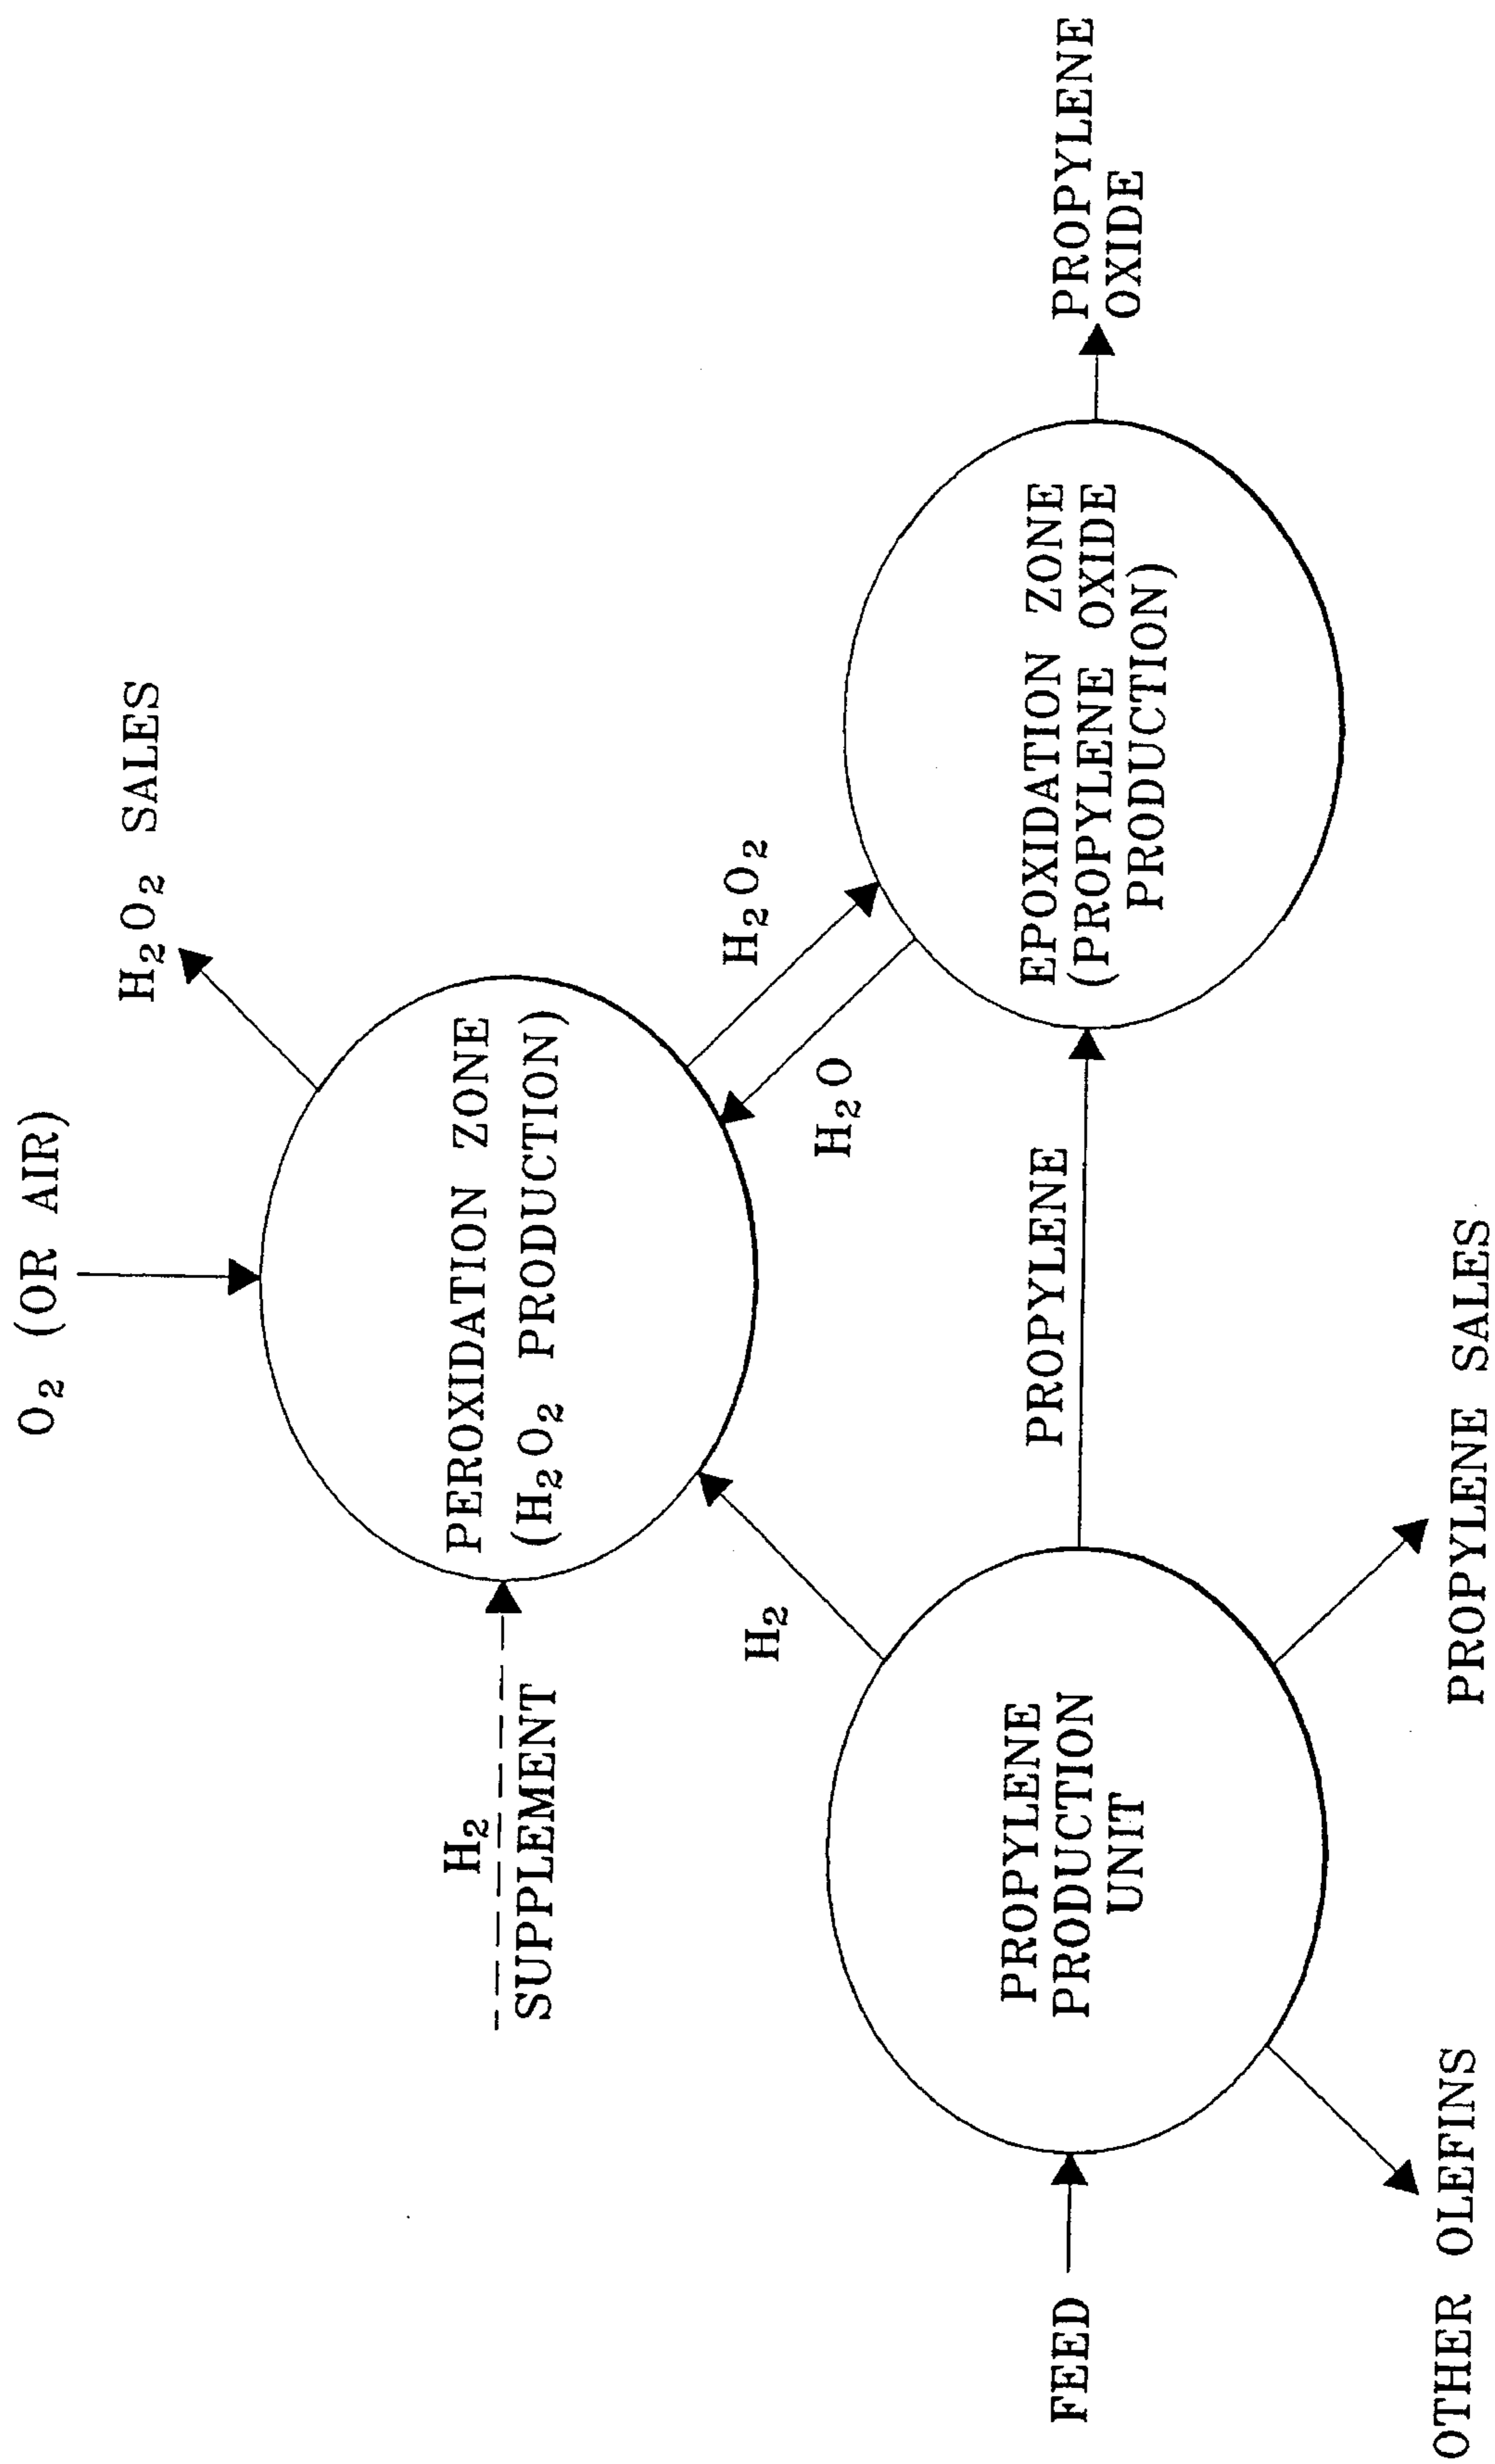 O₂ (OR AIR)
H₂O₂ SALES
H₂
SUPPLEMENT
PEROXIDATION ZONE
(H₂O₂ PRODUCTION)
H₂
H₂O₂
H₂O
FEED
PROPYLENE
PRODUCTION
UNIT
PROPYLENE
EPOXIDATION ZONE
(PROPYLENE OXIDE
PRODUCTION)
PROPYLENE
OXIDE
OTHER OLEFINS
PROPYLENE SALES